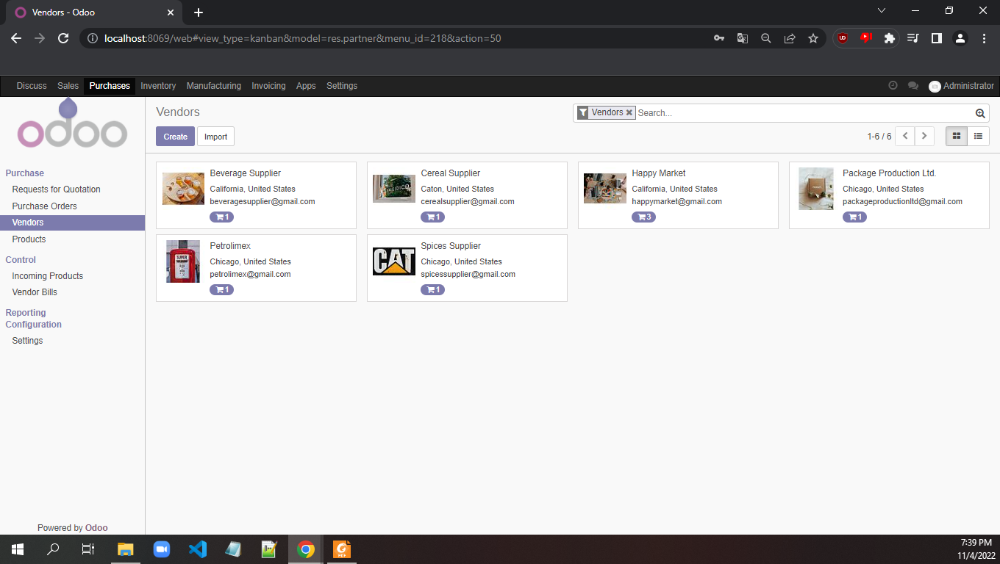 Vendors - Odoo
localhost:8069/web#view_type=kanban&model=res.partner&menu_id=218&action=50
Discuss Sales Purchases Inventory Manufacturing Invoicing Apps Settings Administrator
odoo
Vendors
Vendors Search...
Create Import
1-6 / 6
Purchase
Requests for Quotation
Purchase Orders
Vendors
Products
Control
Incoming Products
Vendor Bills
Reporting
Configuration
Settings
Powered by Odoo
Beverage Supplier
California, United States
beveragesupplier@gmail.com
1
Cereal Supplier
Caton, United States
cerealsupplier@gmail.com
1
KALEIDICO
Happy Market
California, United States
happymarket@gmail.com
3
Package Production Ltd.
Chicago, United States
packageproductionltd@gmail.com
1
Petrolimex
Chicago, United States
petrolimex@gmail.com
1
SUPER
Spices Supplier
Chicago, United States
spicessupplier@gmail.com
1
CAT
7:39 PM
11/4/2022